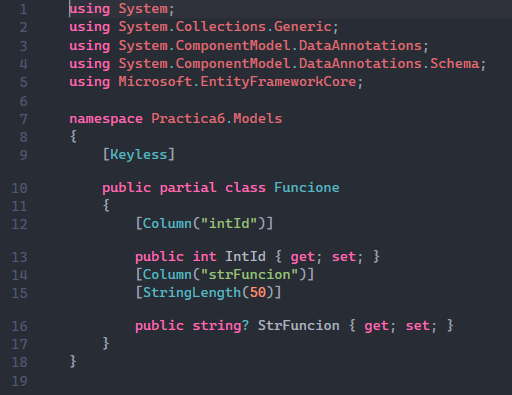 1 using System;
2 using System.Collections.Generic;
3 using System.ComponentModel.DataAnnotations;
4 using System.ComponentModel.DataAnnotations.Schema;
5 using Microsoft.EntityFrameworkCore;
6
7 namespace Practica6.Models
8 {
9     [Keyless]
10     public partial class Funcione
11     {
12         [Column("intId")]
13         public int IntId { get; set; }
14         [Column("strFuncion")]
15         [StringLength(50)]
16         public string? StrFuncion { get; set; }
17     }
18 }
19